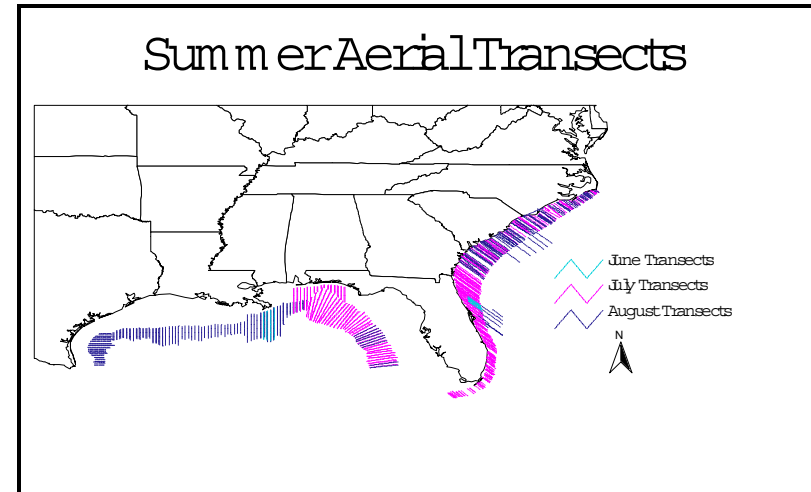 Summer Aerial Transects
June Transects
July Transects
August Transects
N